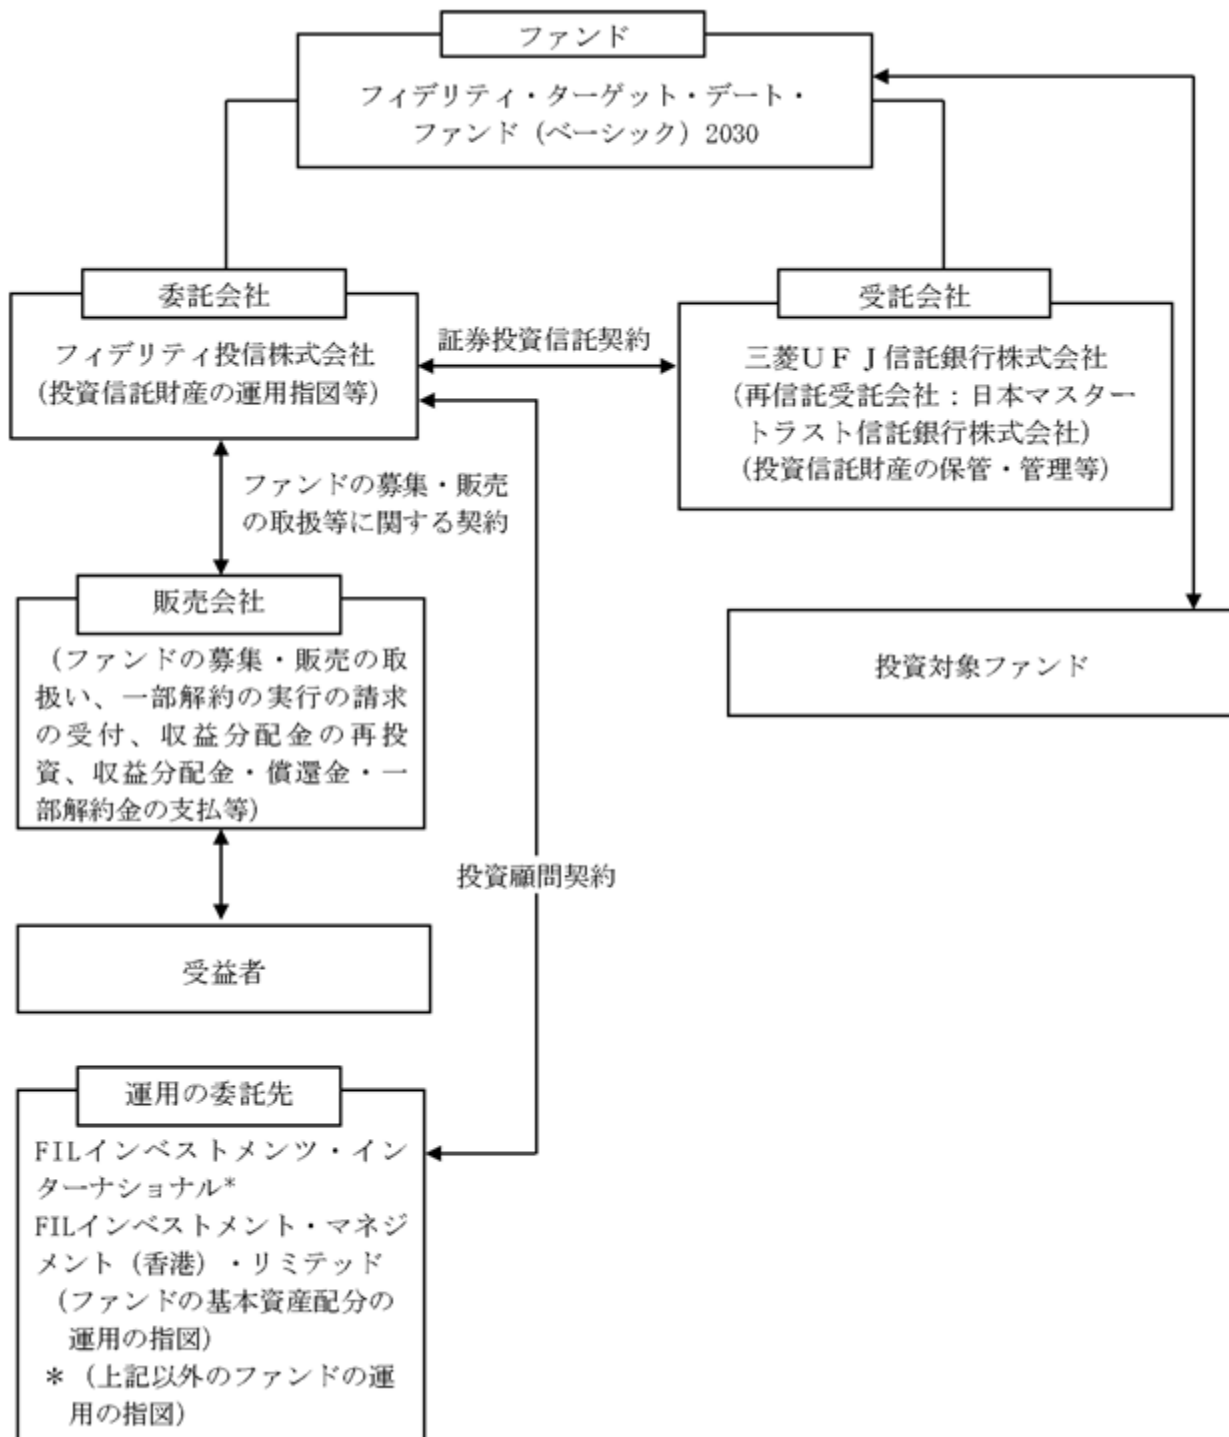 ファンド
フィデリティ・ターゲット・デート・
ファンド（ベーシック）2030
委託会社
フィデリティ投信株式会社
（投資信託財産の運用指図等）
証券投資信託契約
受託会社
三菱ＵＦＪ信託銀行株式会社
（再信託受託会社：日本マスター
トラスト信託銀行株式会社）
（投資信託財産の保管・管理等）
ファンドの募集・販売
の取扱等に関する契約
販売会社
（ファンドの募集・販売の取
扱い、一部解約の実行の請求
の受付、収益分配金の再投
資、収益分配金・償還金・一
部解約金の支払等）
投資対象ファンド
投資顧問契約
受益者
運用の委託先
FILインベストメンツ・イン
ターナショナル*
FILインベストメント・マネジ
メント（香港）・リミテッド
（ファンドの基本資産配分の
運用の指図）
＊（上記以外のファンドの運
用の指図）